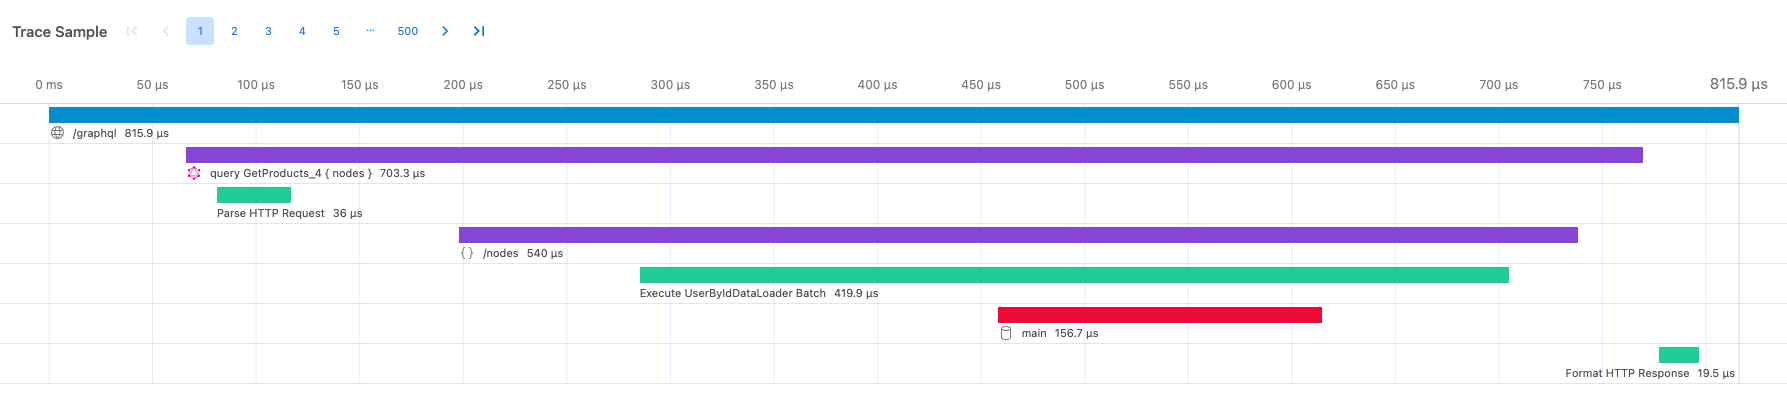 Trace Sample 1 2 3 4 5 ... 500
0 ms 50 µs 100 µs 150 µs 200 µs 250 µs 300 µs 350 µs 400 µs 450 µs 500 µs 550 µs 600 µs 650 µs 700 µs 750 µs 815.9 µs
/graphql 815.9 µs
query GetProducts_4 { nodes } 703.3 µs
Parse HTTP Request 36 µs
{ } /nodes 540 µs
Execute UserByIdDataLoader Batch 419.9 µs
main 156.7 µs
Format HTTP Response 19.5 µs